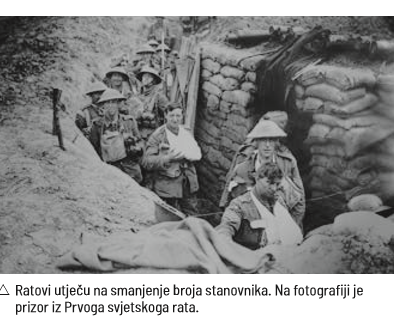 △ Ratovi utječu na smanjenje broja stanovnika. Na fotografiji je
prizor iz Prvoga svjetskoga rata.